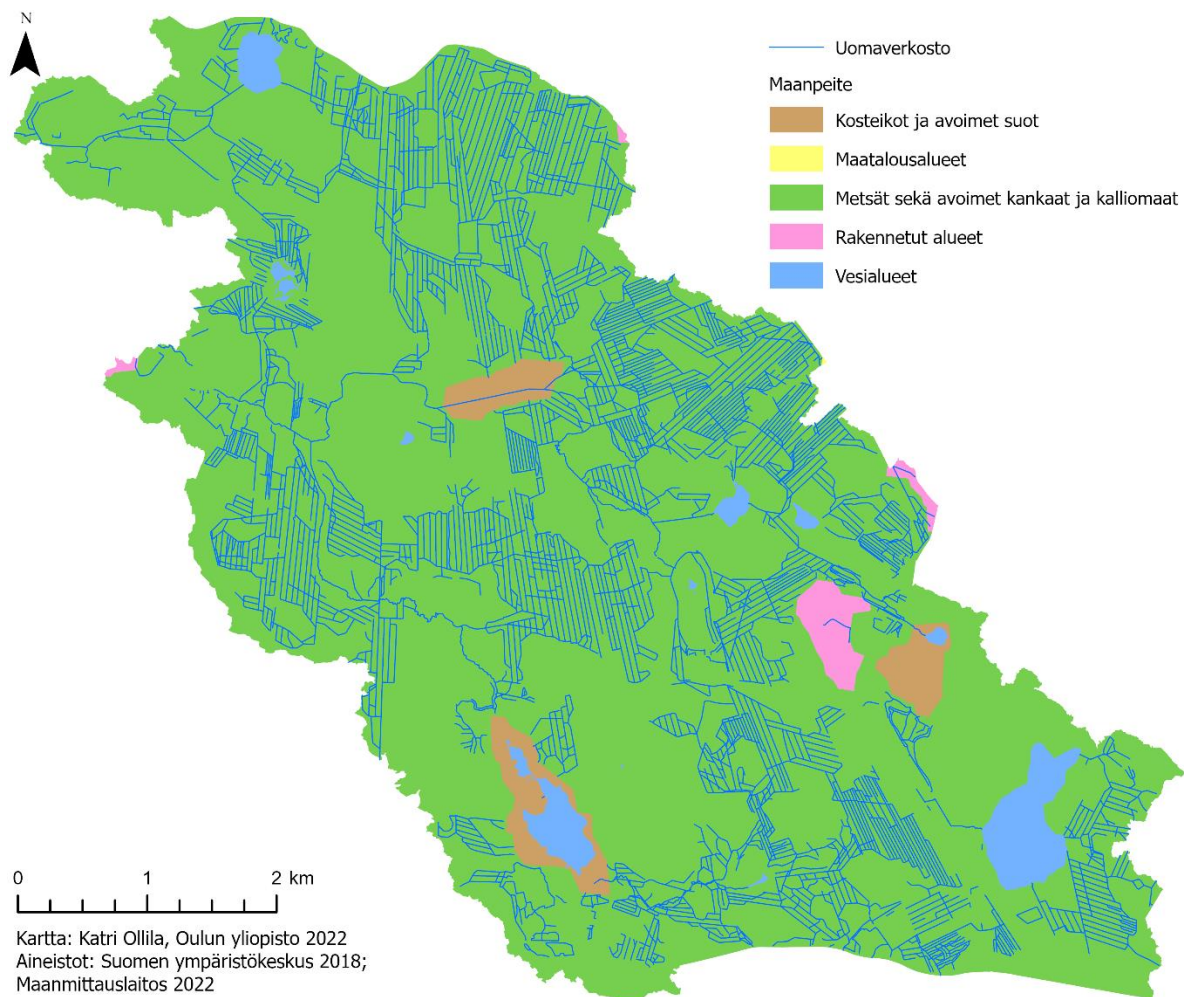 N
Uomaverkosto
Maanpeite
Kosteikot ja avoimet suot
Maatalousalueet
Metsät sekä avoimet kankaat ja kalliomaat
Rakennetut alueet
Vesialueet
0 1 2 km
Kartta: Katri Ollila, Oulun yliopisto 2022
Aineistot: Suomen ympäristökeskus 2018;
Maanmittauslaitos 2022